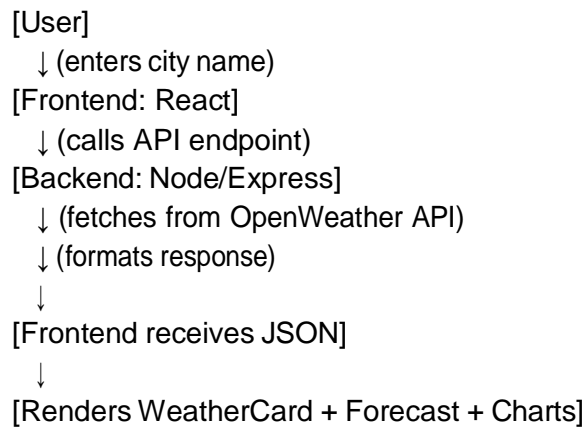 [User]
↓ (enters city name)
[Frontend: React]
↓ (calls API endpoint)
[Backend: Node/Express]
↓ (fetches from OpenWeather API)
↓ (formats response)
↓
[Frontend receives JSON]
↓
[Renders WeatherCard + Forecast + Charts]